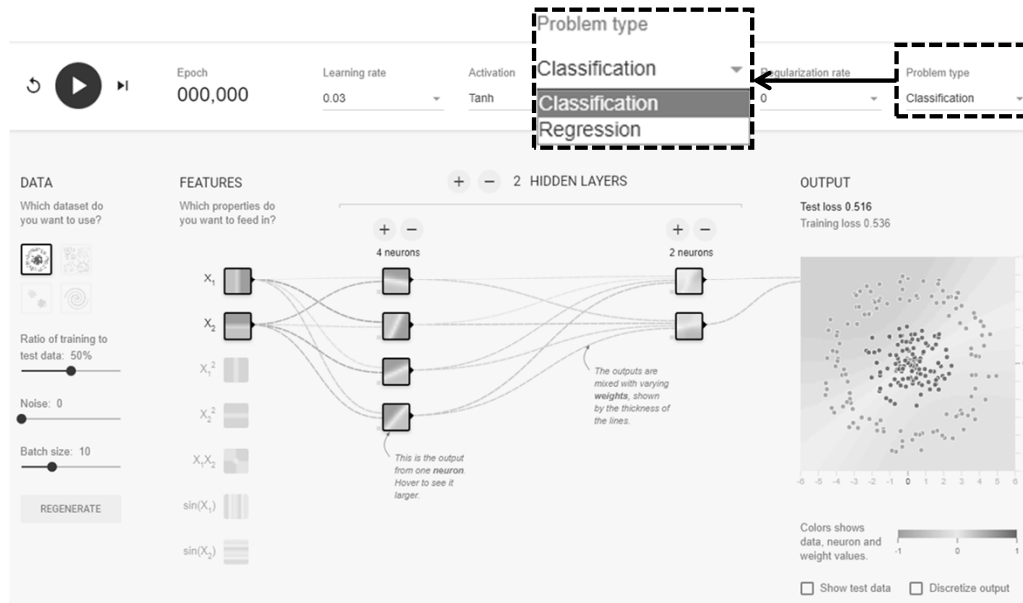 Problem type
Classification
Classification
Regression
Epoch
000,000
Learning rate
0.03
Activation
Tanh
Regularization rate
0
Problem type
Classification
DATA
Which dataset do
you want to use?
Ratio of training to
test data: 50%
Noise: 0
Batch size: 10
REGENERATE
FEATURES
Which properties do
you want to feed in?
X1
X2
X1²
X2²
X1X2
sin(X1)
sin(X2)
+ − 2 HIDDEN LAYERS
+ −
4 neurons
+ −
2 neurons
This is the output
from one neuron.
Hover to see it
larger.
The outputs are
mixed with varying
weights, shown
by the thickness of
the lines.
OUTPUT
Test loss 0.516
Training loss 0.536
-6 -5 -4 -3 -2 -1 0 1 2 3 4 5 6
Colors shows
data, neuron and
weight values.
-1 0 1
Show test data
Discretize output